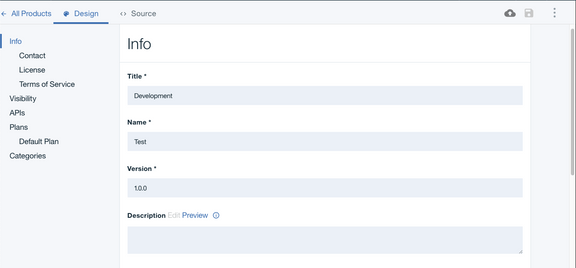 All Products
Design
Source
Info
Contact
License
Terms of Service
Visibility
APIs
Plans
Default Plan
Categories
Info
Title *
Development
Name *
Test
Version *
1.0.0
Description Edit Preview